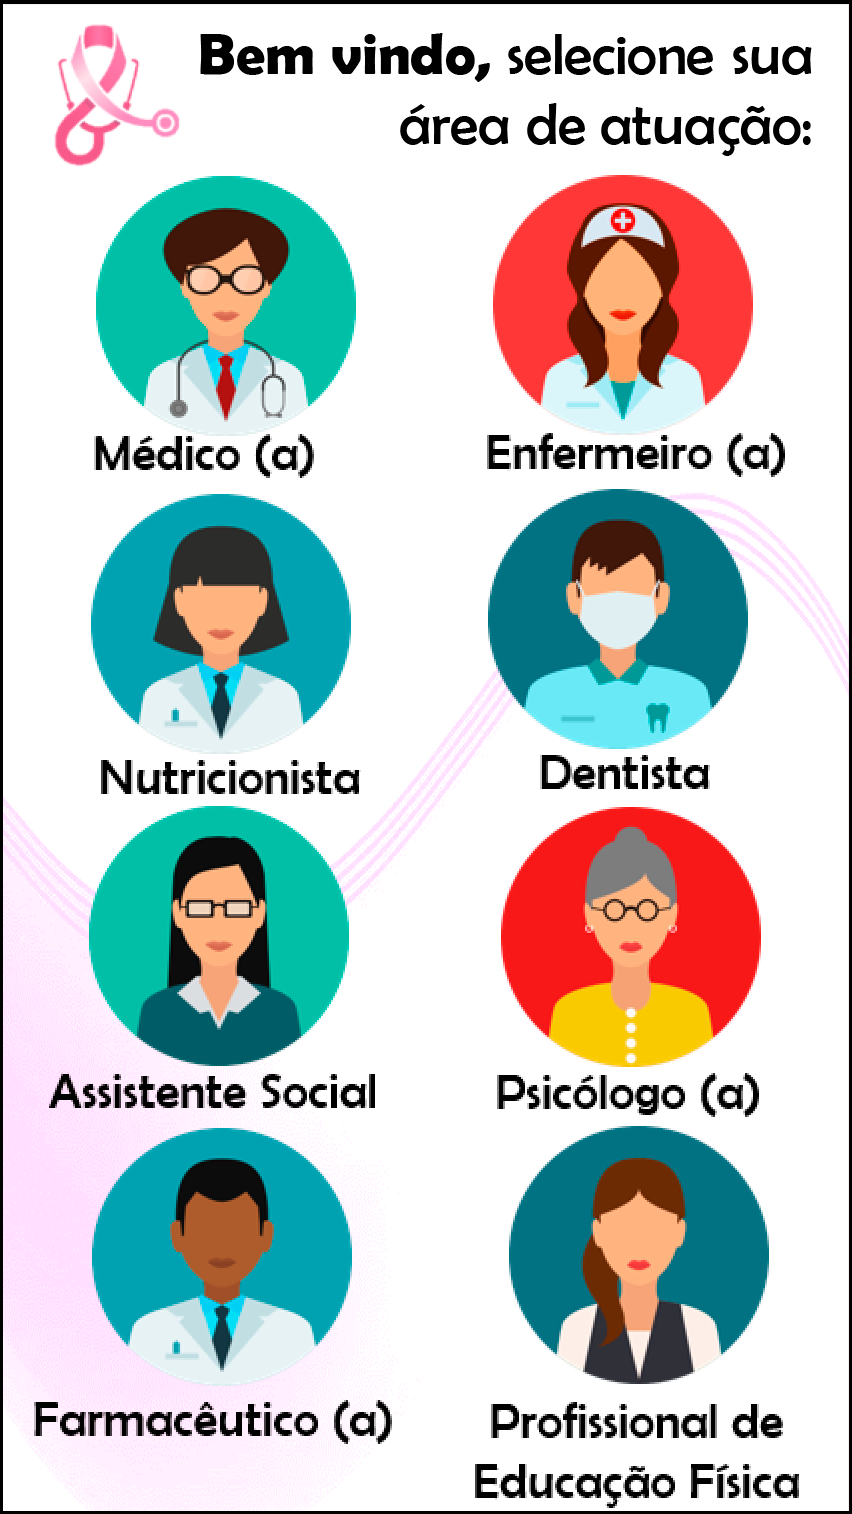 Bem vindo, selecione sua
área de atuação:
Médico (a)
Enfermeiro (a)
Nutricionista
Dentista
Assistente Social
Psicólogo (a)
Farmacêutico (a)
Profissional de
Educação Física